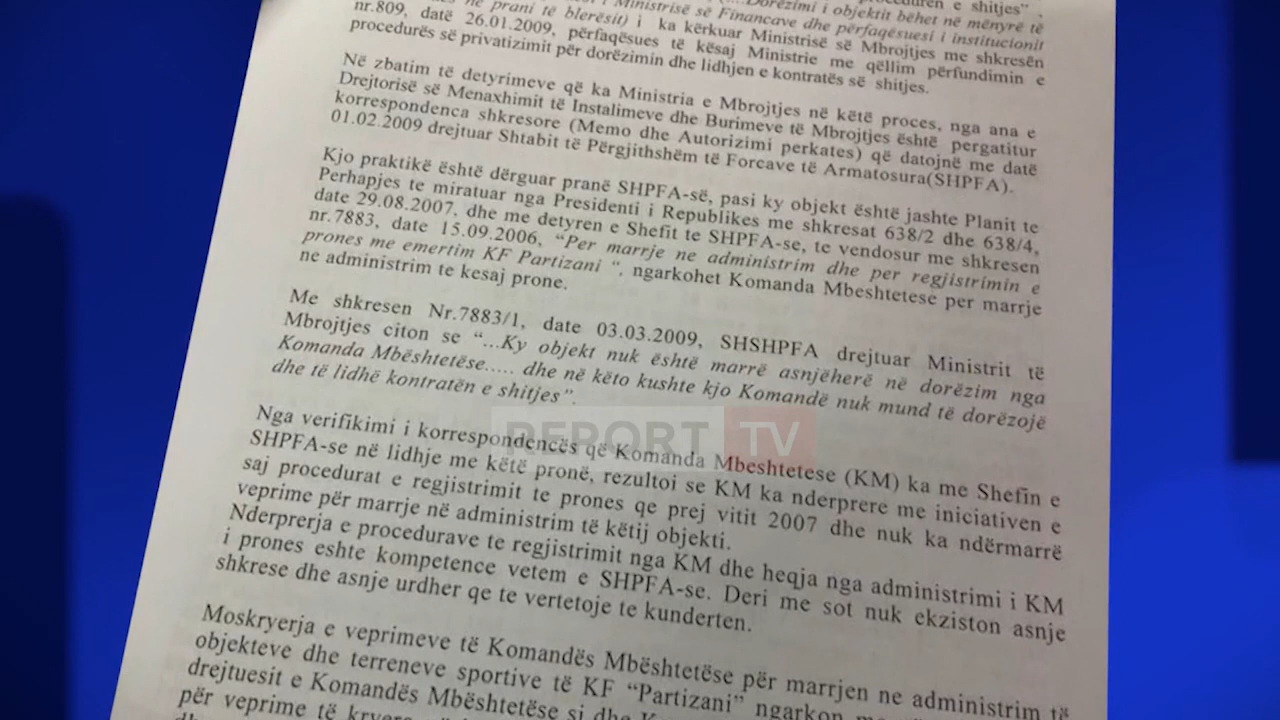 e shitjes”,
Dorëzimi i objektit bëhet në mënyrë të
në prani të blerësit) i ka kërkuar Ministrisë së Mbrojtjes me shkresën
i Ministrisë së Financave dhe përfaqësuesi i institucionit
nr.809, datë 26.01.2009, përfaqësues të kësaj Ministrie me qëllim përfundimin e
procedurës së privatizimit për dorëzimin dhe lidhjen e kontratës së shitjes.
Në zbatim të detyrimeve që ka Ministria e Mbrojtjes në këtë proces, nga ana e
Drejtorisë së Menaxhimit të Instalimeve dhe Burimeve të Mbrojtjes është pergatitur
korrespondenca shkresore (Memo dhe Autorizimi perkates) që datojnë me datë
01.02.2009 drejtuar Shtabit të Përgjithshëm të Forcave të Armatosura(SHPFA).
Kjo praktikë është dërguar pranë SHPFA-së, pasi ky objekt është jashte Planit te
Perhapjes te miratuar nga Presidenti i Republikes me shkresat 638/2 dhe 638/4,
date 29.08.2007, dhe me detyren e Shefit te SHPFA-se, te vendosur me shkresen
nr.7883, date 15.09.2006, “Per marrje ne administrim dhe per regjistrimin e
prones me emertim KF Partizani “, ngarkohet Komanda Mbeshtetese per marrje
ne administrim te kesaj prone.
Me shkresen Nr.7883/1, date 03.03.2009, SHSHPFA drejtuar Ministrit të
Mbrojtjes citon se “...Ky objekt nuk është marrë asnjëherë në dorëzim nga
Komanda Mbështetëse..... dhe në këto kushte kjo Komandë nuk mund të dorëzojë
dhe të lidhë kontratën e shitjes”.
Nga verifikimi i korrespondencës që Komanda Mbeshtetese (KM) ka me Shefin e
SHPFA-se në lidhje me këtë pronë, rezultoi se KM ka nderprere me iniciativen e
saj procedurat e regjistrimit te prones qe prej vitit 2007 dhe nuk ka ndërmarrë
veprime për marrje në administrim të këtij objekti.
Nderprerja e procedurave te regjistrimit nga KM dhe heqja nga administrimi i KM
i prones eshte kompetence vetem e SHPFA-se. Deri me sot nuk ekziston asnje
shkrese dhe asnje urdher qe te vertetoje te kunderten.
Moskryerja e veprimeve të Komandës Mbështetëse për marrjen ne administrim të
objekteve dhe terreneve sportive të KF “Partizani” ngarkon
drejtuesit e Komandës Mbështetëse si dhe
për veprime të
REPORT TV